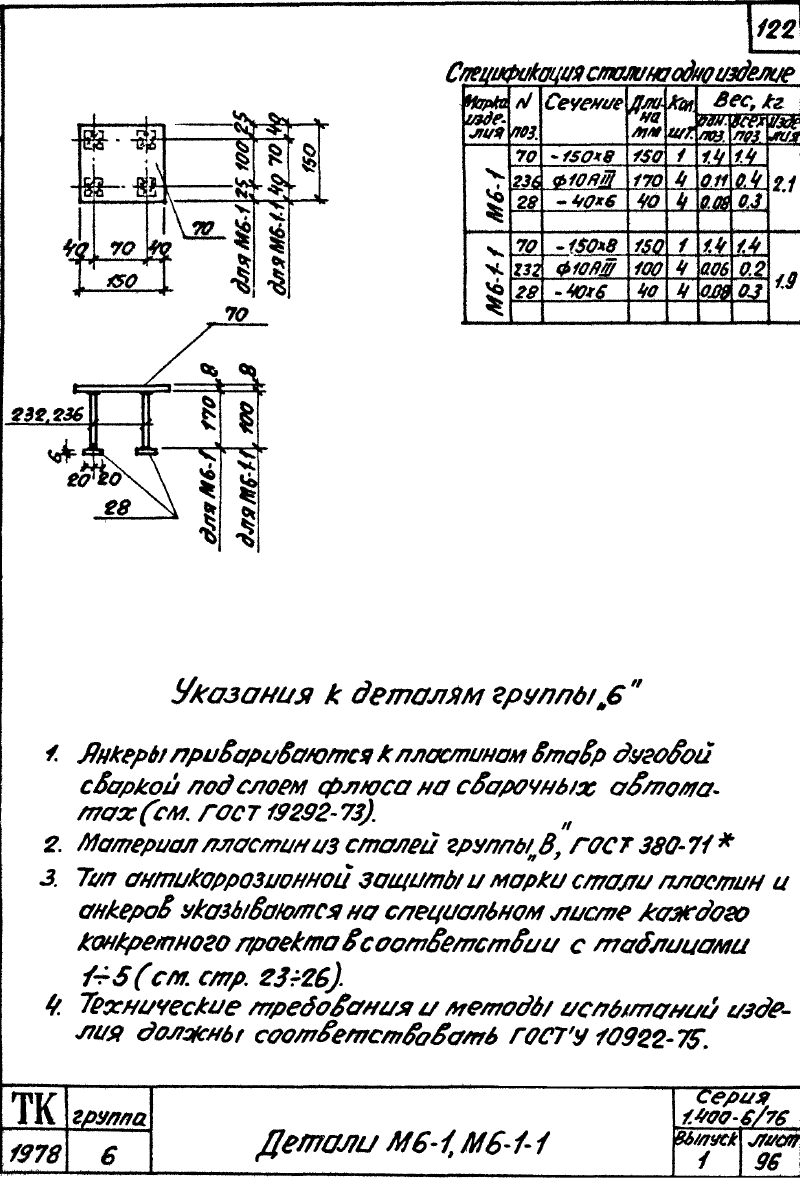 122
Спецификация стали на одно изделие
Марка изделия N поз. Сечение Длина мм Кол. шт. Вес, кг
одн. поз. всех поз. изделия
М6-1
70 -150×8 150 1 1.4 1.4
236 Ф10АIII 170 4 0.11 0.4 2.1
28 -40×6 40 4 0.08 0.3
М6-1-1
70 -150×8 150 1 1.4 1.4
232 Ф10АIII 100 4 0.06 0.2 1.9
28 -40×6 40 4 0.08 0.3
25 100 25 для М6-1
40 70 40 для М6-1-1
150
70
40 70 40
150
70
232, 236
6
20 20
28
8 170 для М6-1
8 100 для М6-1-1
Указания к деталям группы „6"
1. Анкеры привариваются к пластинам втавр дуговой
сваркой под слоем флюса на сварочных автома-
тах (см. ГОСТ 19292-73).
2. Материал пластин из сталей группы „В", ГОСТ 380-71*
3. Тип антикоррозионной защиты и марки стали пластин и
анкеров указываются на специальном листе каждого
конкретного проекта в соответствии с таблицами
1÷5 (см. стр. 23÷26).
4. Технические требования и методы испытаний изде-
лия должны соответствовать ГОСТ'у 10922-75.
ТК группа
1978 6
Детали М6-1, М6-1-1
Серия
1.400-6/76
Выпуск лист
1 96